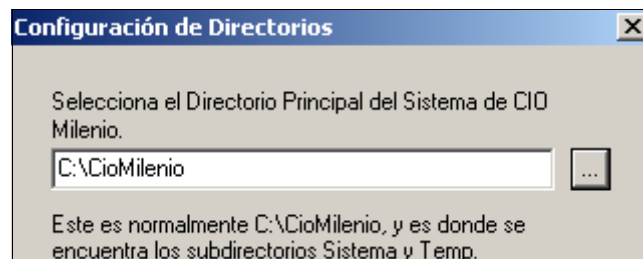 Configuración de Directorios
Selecciona el Directorio Principal del Sistema de CIO
Milenio.
C:\CioMilenio
...
Este es normalmente C:\CioMilenio, y es donde se
encuentra los subdirectorios Sistema y Temp.